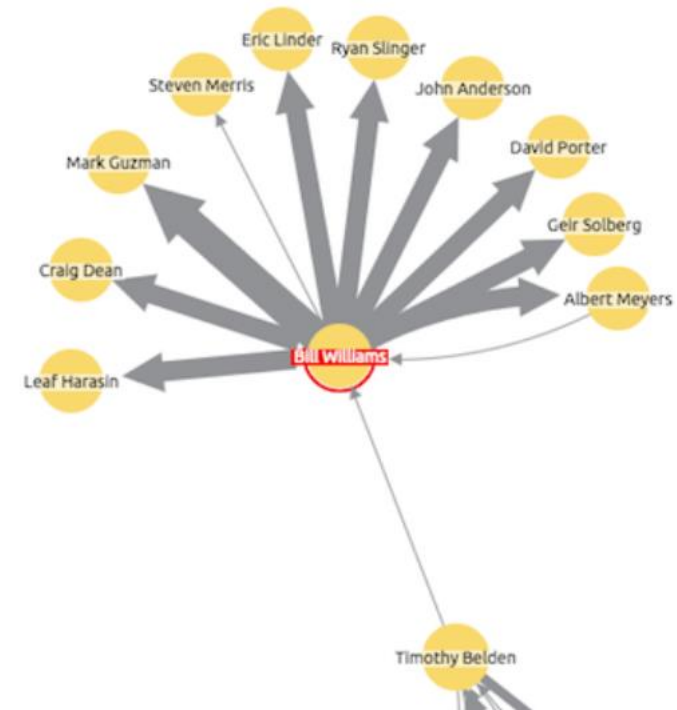 Eric Linder
Ryan Slinger
Steven Merris
John Anderson
David Porter
Mark Guzman
Geir Solberg
Craig Dean
Albert Meyers
Bill Williams
Leaf Harasin
Timothy Belden